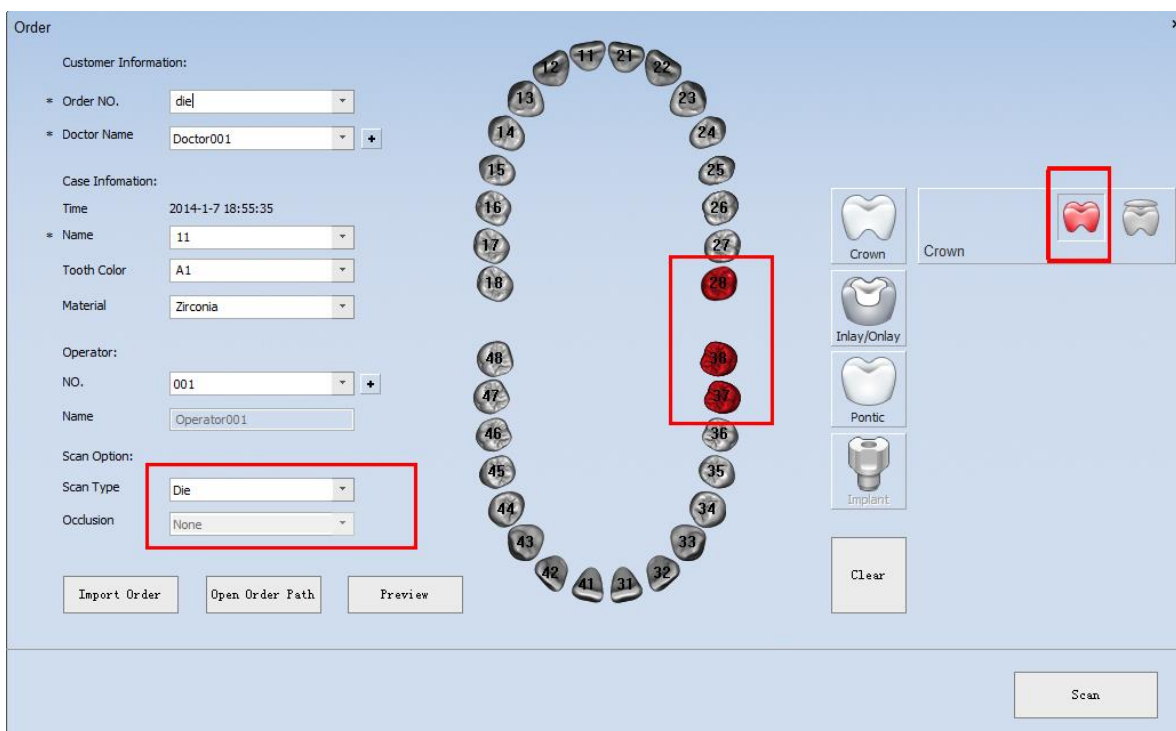 Order
Customer Information:
* Order NO. die
* Doctor Name Doctor001 +
Case Infomation:
Time 2014-1-7 18:55:35
* Name 11
Tooth Color A1
Material Zirconia
Operator:
NO. 001 +
Name Operator001
Scan Option:
Scan Type Die
Occlusion None
Import Order Open Order Path Preview
12 11 21 22
13 23
14 24
15 25
16 26
17 27
18 28
48 38
47 37
46 36
45 35
44 34
43 33
42 41 31 32
Crown Crown
Inlay/Onlay
Pontic
Implant
Clear
Scan